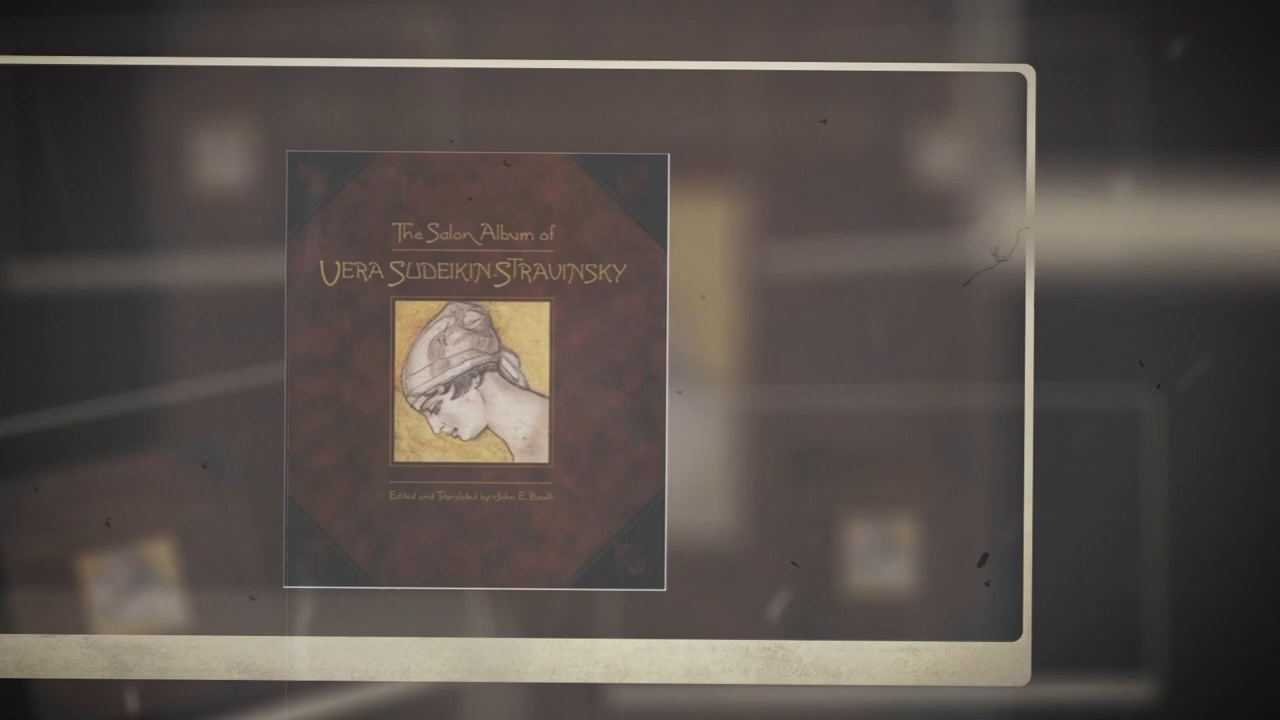 The Salon Album of
VERA SUDEIKIN-STRAVINSKY
Edited and Translated by John E. Bowlt